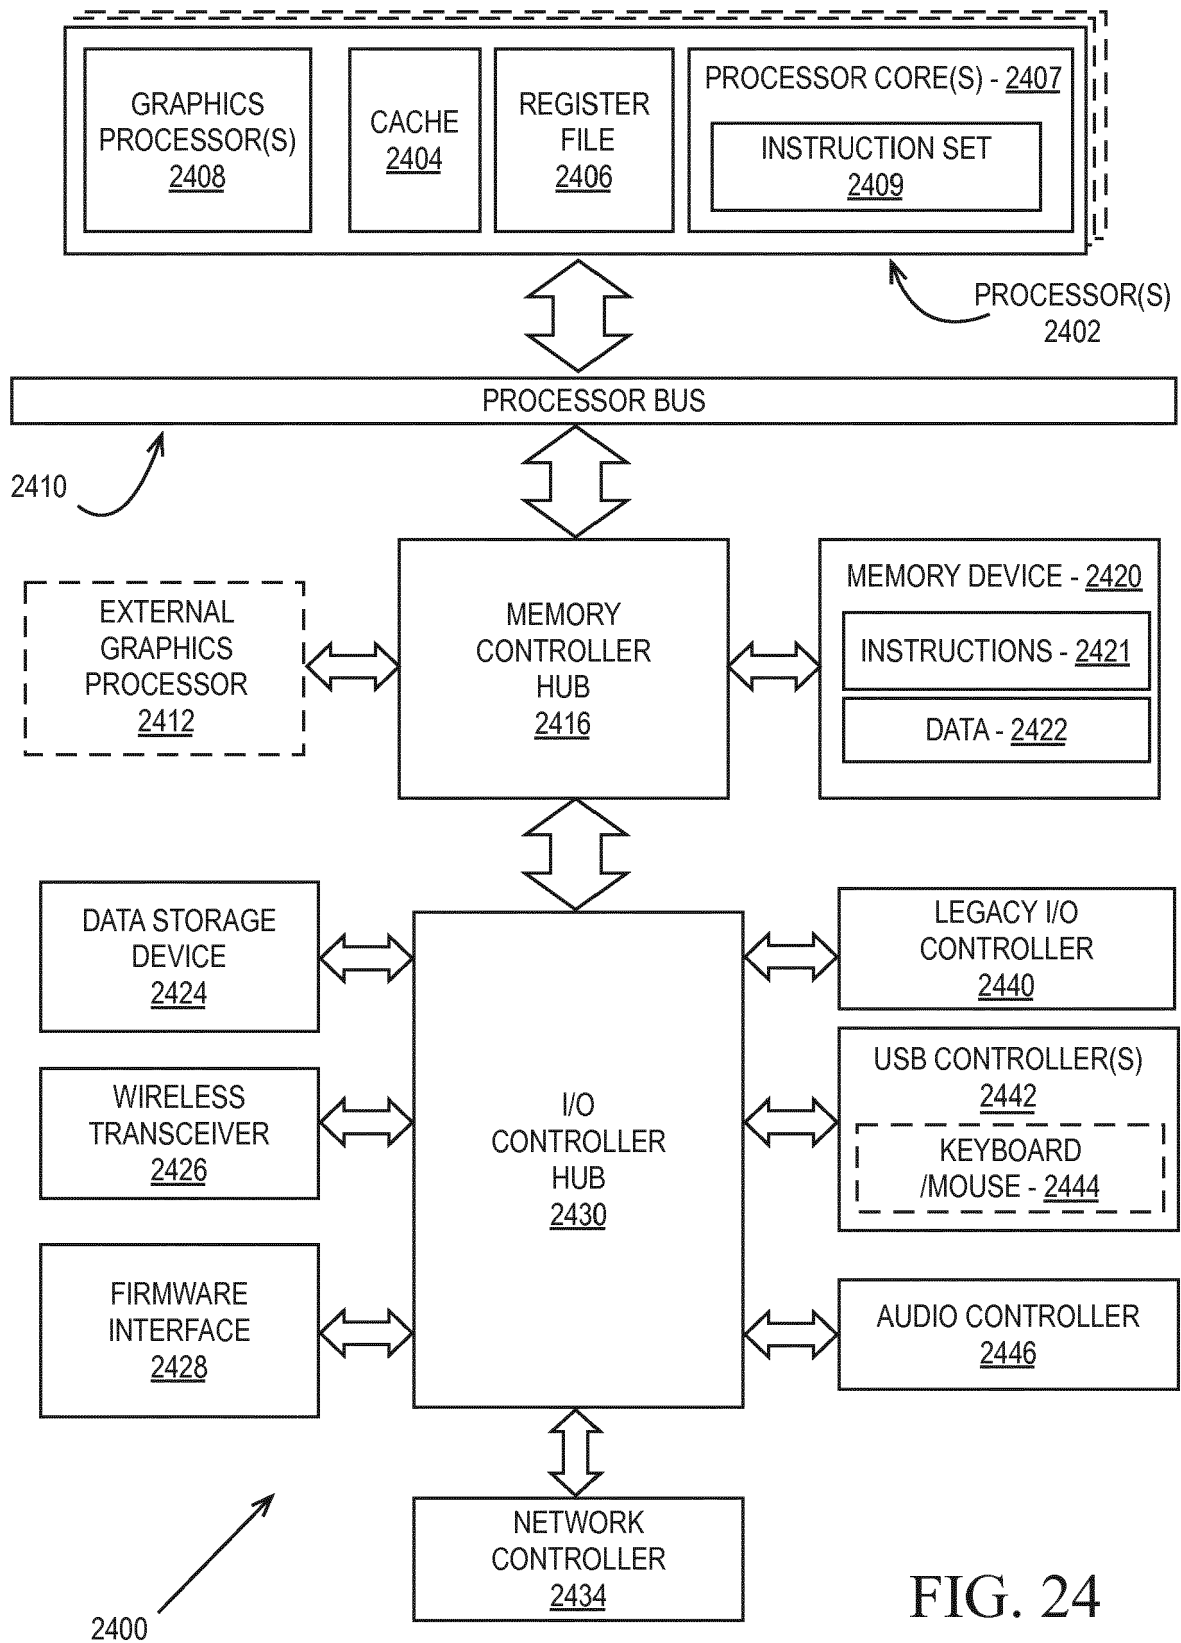 GRAPHICS
PROCESSOR(S)
2408
CACHE
2404
REGISTER
FILE
2406
PROCESSOR CORE(S) - 2407
INSTRUCTION SET
2409
PROCESSOR(S)
2402
PROCESSOR BUS
2410
EXTERNAL
GRAPHICS
PROCESSOR
2412
MEMORY
CONTROLLER
HUB
2416
MEMORY DEVICE - 2420
INSTRUCTIONS - 2421
DATA - 2422
DATA STORAGE
DEVICE
2424
WIRELESS
TRANSCEIVER
2426
FIRMWARE
INTERFACE
2428
I/O
CONTROLLER
HUB
2430
LEGACY I/O
CONTROLLER
2440
USB CONTROLLER(S)
2442
KEYBOARD
/MOUSE - 2444
AUDIO CONTROLLER
2446
NETWORK
CONTROLLER
2434
2400
FIG. 24